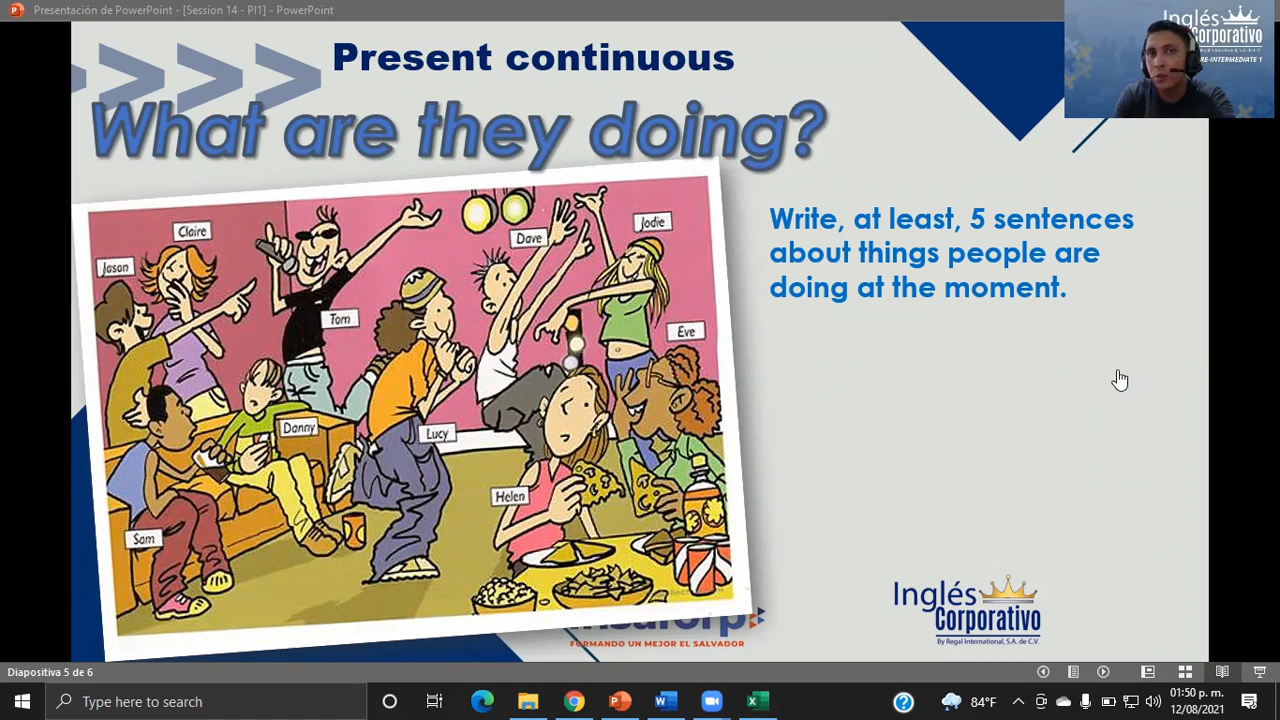 Presentación de PowerPoint - [Session 14 - PI1] - PowerPoint
Inglés
Corporativo
RE-INTERMEDIATE 1
Present continuous
What are they doing?
Write, at least, 5 sentences
about things people are
doing at the moment.
Claire
Jason
Tom
Dave
Jodie
Eve
Danny
Lucy
Helen
Sam
FORMANDO UN MEJOR EL SALVADOR
Inglés
Corporativo
By Regal International, S.A. de C.V.
Diapositiva 5 de 6
Type here to search
84°F
01:50 p. m.
12/08/2021